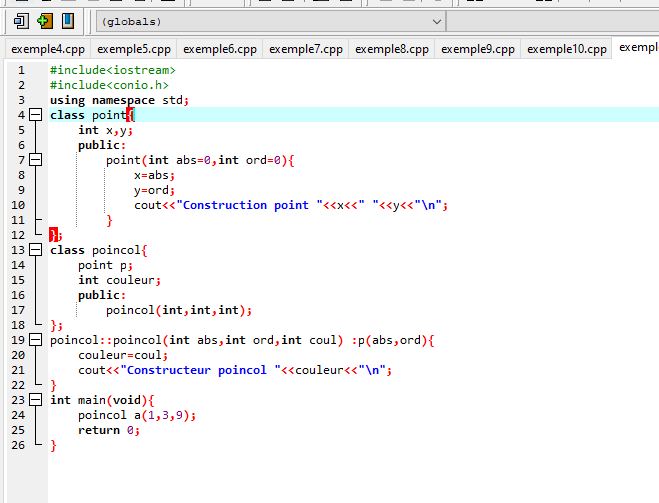 (globals)
exemple4.cpp exemple5.cpp exemple6.cpp exemple7.cpp exemple8.cpp exemple9.cpp exemple10.cpp exempl
1 #include<iostream>
2 #include<conio.h>
3 using namespace std;
4 class point{
5 int x,y;
6 public:
7 point(int abs=0,int ord=0){
8 x=abs;
9 y=ord;
10 cout<<"Construction point "<<x<<" "<<y<<"\n";
11 }
12 };
13 class poincol{
14 point p;
15 int couleur;
16 public:
17 poincol(int,int,int);
18 };
19 poincol::poincol(int abs,int ord,int coul) :p(abs,ord){
20 couleur=coul;
21 cout<<"Constructeur poincol "<<couleur<<"\n";
22 }
23 int main(void){
24 poincol a(1,3,9);
25 return 0;
26 }